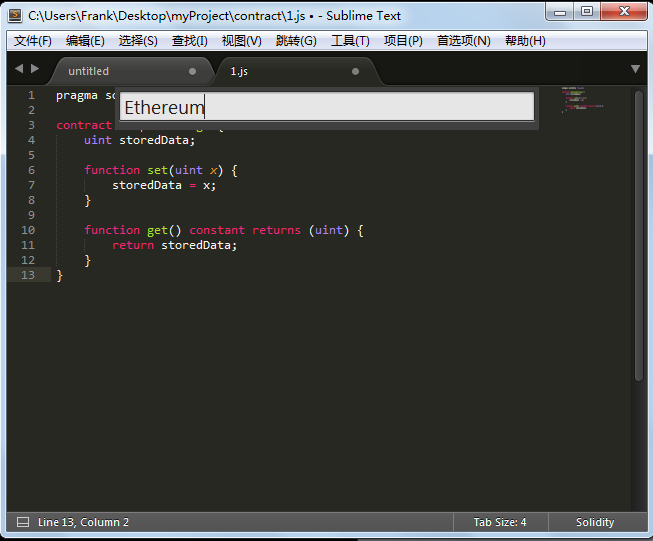 C:\Users\Frank\Desktop\myProject\contract\1.js • - Sublime Text
文件(F) 编辑(E) 选择(S) 查找(I) 视图(V) 跳转(G) 工具(T) 项目(P) 首选项(N) 帮助(H)
untitled 1.js
Ethereum
1 pragma
2
3 contract {
4 uint storedData;
5
6 function set(uint x) {
7 storedData = x;
8 }
9
10 function get() constant returns (uint) {
11 return storedData;
12 }
13 }
Line 13, Column 2 Tab Size: 4 Solidity